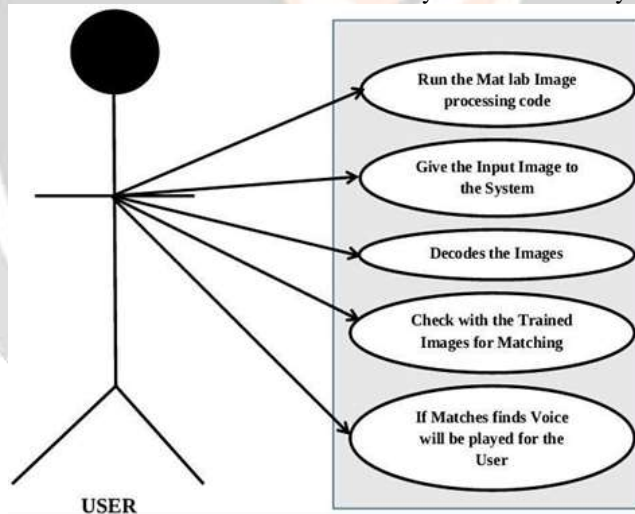 Run the Mat lab Image
processing code
Give the Input Image to
the System
Decodes the Images
Check with the Trained
Images for Matching
If Matches finds Voice
will be played for the
User
USER